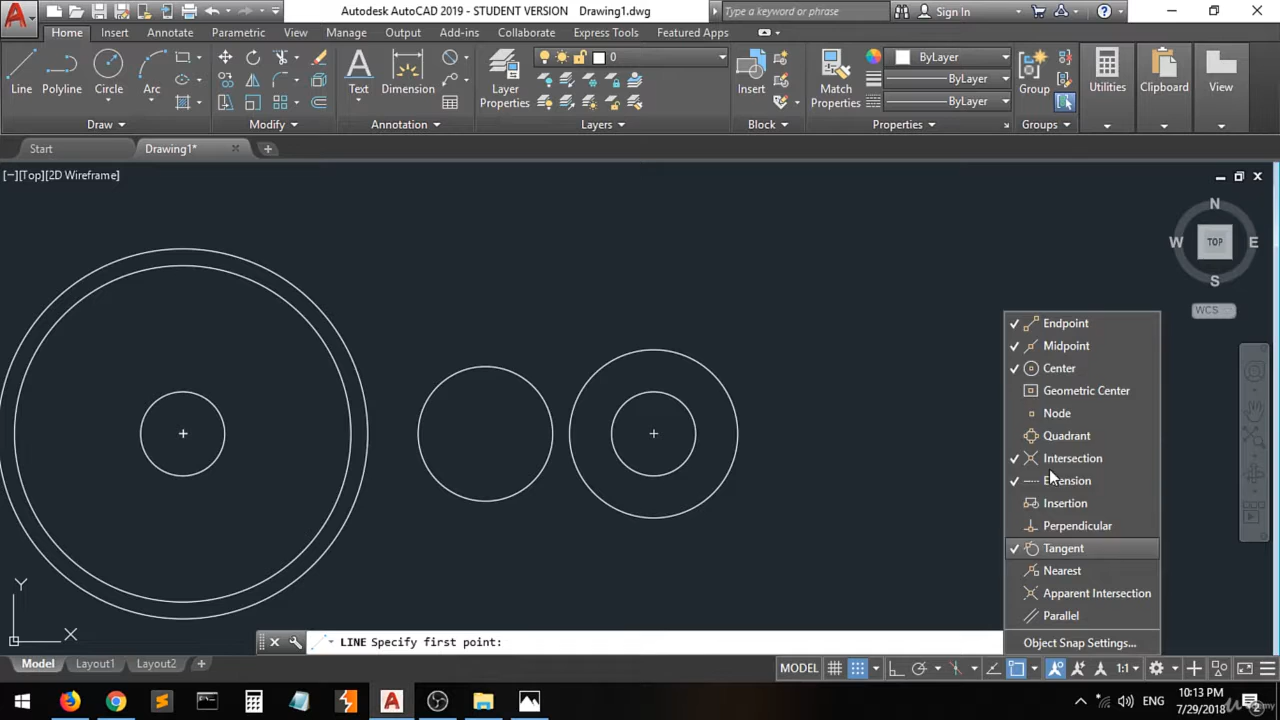 Autodesk AutoCAD 2019 - STUDENT VERSION Drawing1.dwg
Type a keyword or phrase
Sign In
Home Insert Annotate Parametric View Manage Output Add-ins Collaborate Express Tools Featured Apps
Line Polyline Circle Arc
Text Dimension
Layer Properties
0
Insert
Match Properties
ByLayer
ByLayer
ByLayer
Group Utilities Clipboard View
Draw Modify Annotation Layers Block Properties Groups
Start Drawing1*
[−][Top][2D Wireframe]
N
W TOP E
S
WCS
Endpoint
Midpoint
Center
Geometric Center
Node
Quadrant
Intersection
Extension
Insertion
Perpendicular
Tangent
Nearest
Apparent Intersection
Parallel
Object Snap Settings...
Y
X
LINE Specify first point:
Model Layout1 Layout2
MODEL 1:1
ENG
10:13 PM
7/29/2018
2